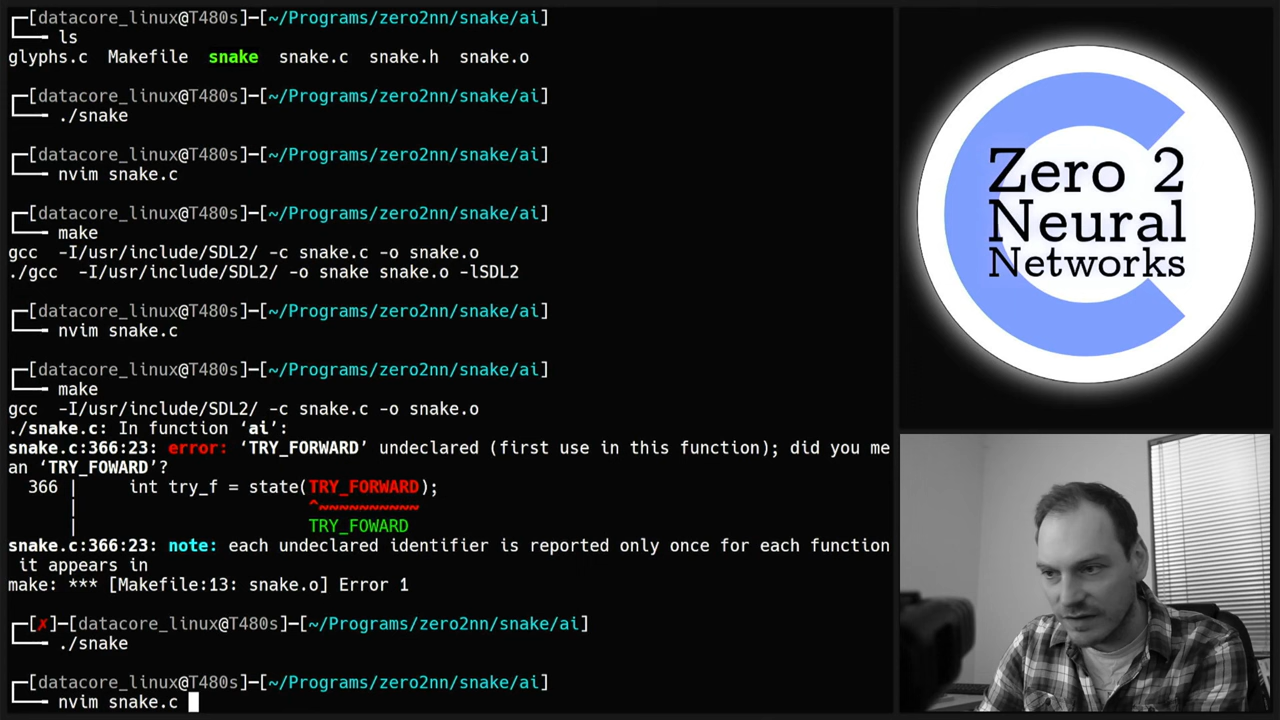 ┌─[datacore_linux@T480s]─[~/Programs/zero2nn/snake/ai]
└──╼ ls
glyphs.c  Makefile  snake  snake.c  snake.h  snake.o
┌─[datacore_linux@T480s]─[~/Programs/zero2nn/snake/ai]
└──╼ ./snake
┌─[datacore_linux@T480s]─[~/Programs/zero2nn/snake/ai]
└──╼ nvim snake.c
┌─[datacore_linux@T480s]─[~/Programs/zero2nn/snake/ai]
└──╼ make
gcc  -I/usr/include/SDL2/ -c snake.c -o snake.o
./gcc  -I/usr/include/SDL2/ -o snake snake.o -lSDL2
┌─[datacore_linux@T480s]─[~/Programs/zero2nn/snake/ai]
└──╼ nvim snake.c
┌─[datacore_linux@T480s]─[~/Programs/zero2nn/snake/ai]
└──╼ make
gcc  -I/usr/include/SDL2/ -c snake.c -o snake.o
./snake.c: In function ‘ai’:
snake.c:366:23: error: ‘TRY_FORWARD’ undeclared (first use in this function); did you me
an ‘TRY_FOWARD’?
  366 |     int try_f = state(TRY_FORWARD);
      |                       ^~~~~~~~~~~
      |                       TRY_FOWARD
snake.c:366:23: note: each undeclared identifier is reported only once for each function
 it appears in
make: *** [Makefile:13: snake.o] Error 1
┌─[✗]─[datacore_linux@T480s]─[~/Programs/zero2nn/snake/ai]
└──╼ ./snake
┌─[datacore_linux@T480s]─[~/Programs/zero2nn/snake/ai]
└──╼ nvim snake.c
Zero 2
Neural
Networks